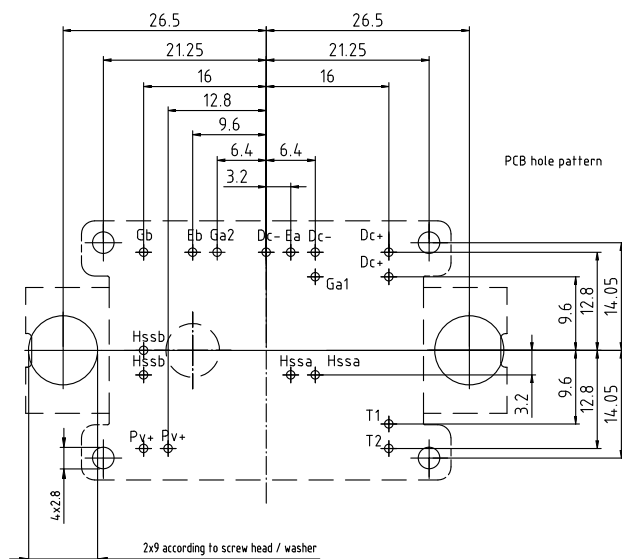 26.5 26.5
21.25 21.25
16 16
12.8
9.6
6.4 6.4
3.2
PCB hole pattern
Gb Eb Ga2 Dc- Ea Dc- Dc+
Dc+
Ga1
9.6 12.8 14.05
Hssb
Hssb Hssa Hssa
3.2 9.6 12.8 14.05
T1
Pv+ Pv+ T2
4x2.8
2x9 according to screw head / washer